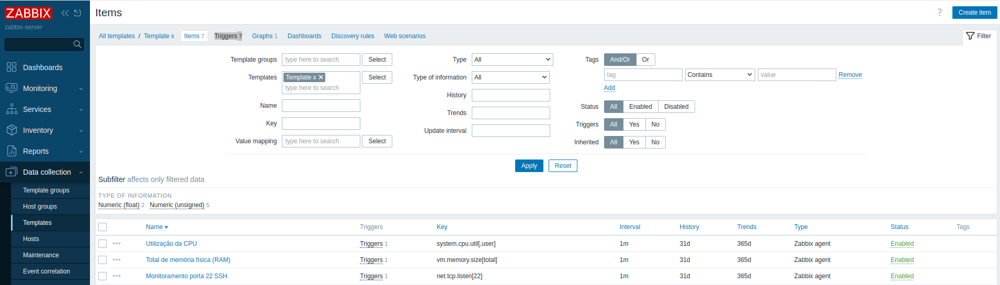 ZABBIX
zabbix-server
Dashboards
Monitoring
Services
Inventory
Reports
Data collection
Template groups
Host groups
Templates
Hosts
Maintenance
Event correlation
Items
? Create item
All templates / Template x Items 7 Triggers 7 Graphs 1 Dashboards Discovery rules Web scenarios Filter
Template groups type here to search Select
Templates Template x Select
type here to search
Name
Key
Value mapping type here to search Select
Type All
Type of information All
History
Trends
Update interval
Tags And/Or Or
tag Contains value Remove
Add
Status All Enabled Disabled
Triggers All Yes No
Inherited All Yes No
Apply Reset
Subfilter affects only filtered data
TYPE OF INFORMATION
Numeric (float) 2 Numeric (unsigned) 5
Name Triggers Key Interval History Trends Type Status Tags
Utilização da CPU Triggers 1 system.cpu.util[,user] 1m 31d 365d Zabbix agent Enabled
Total de memória física (RAM) Triggers 1 vm.memory.size[total] 1m 31d 365d Zabbix agent Enabled
Monitoramento porta 22 SSH Triggers 1 net.tcp.listen[22] 1m 31d 365d Zabbix agent Enabled